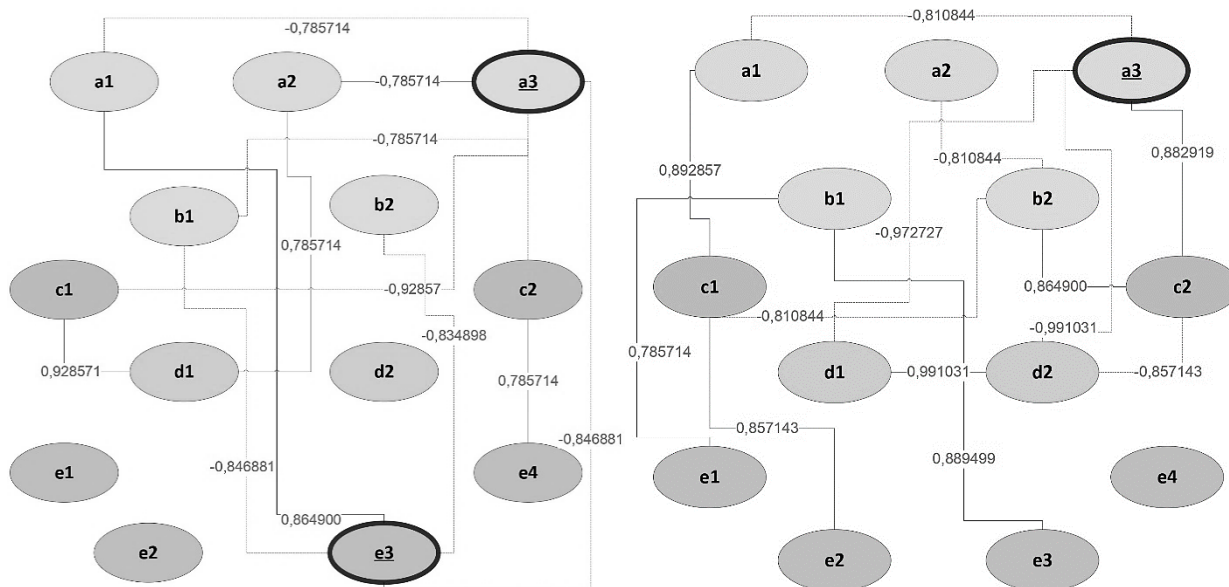 -0,785714
a1
a2
-0,785714
a3
-0,785714
b1
b2
0,785714
c1
-0,92857
c2
-0,834898
0,928571
d1
d2
0,785714
-0,846881
e1
-0,846881
e4
0,864900
e2
e3
-0,810844
a1
a2
a3
-0,810844
0,882919
0,892857
b1
b2
-0,972727
c1
0,864900
c2
-0,810844
-0,991031
0,785714
d1
0,991031
d2
-0,857143
0,857143
0,889499
e1
e4
e2
e3